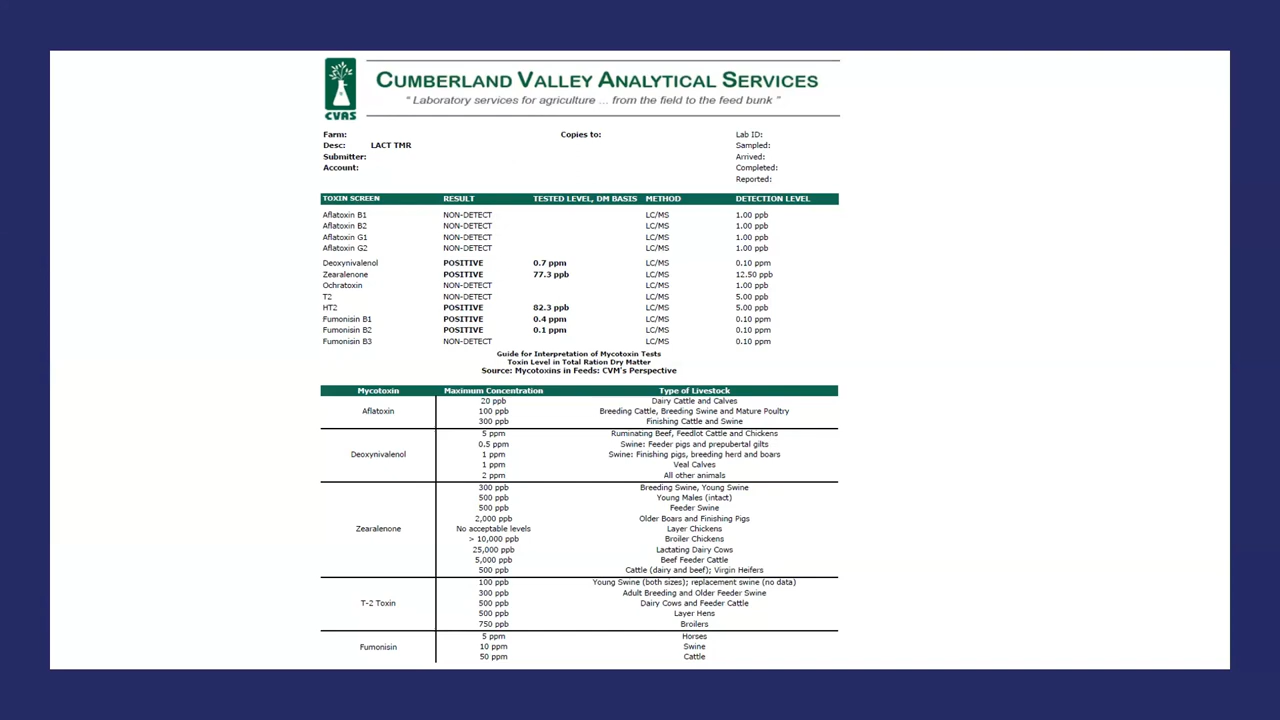 CUMBERLAND VALLEY ANALYTICAL SERVICES
“ Laboratory services for agriculture ... from the field to the feed bunk ”
CVAS
Farm: Copies to: Lab ID:
Desc: LACT TMR Sampled:
Submitter: Arrived:
Account: Completed:
Reported:
TOXIN SCREEN RESULT TESTED LEVEL, DM BASIS METHOD DETECTION LEVEL
Aflatoxin B1 NON-DETECT LC/MS 1.00 ppb
Aflatoxin B2 NON-DETECT LC/MS 1.00 ppb
Aflatoxin G1 NON-DETECT LC/MS 1.00 ppb
Aflatoxin G2 NON-DETECT LC/MS 1.00 ppb
Deoxynivalenol POSITIVE 0.7 ppm LC/MS 0.10 ppm
Zearalenone POSITIVE 77.3 ppb LC/MS 12.50 ppb
Ochratoxin NON-DETECT LC/MS 1.00 ppb
T2 NON-DETECT LC/MS 5.00 ppb
HT2 POSITIVE 82.3 ppb LC/MS 5.00 ppb
Fumonisin B1 POSITIVE 0.4 ppm LC/MS 0.10 ppm
Fumonisin B2 POSITIVE 0.1 ppm LC/MS 0.10 ppm
Fumonisin B3 NON-DETECT LC/MS 0.10 ppm
Guide for Interpretation of Mycotoxin Tests
Toxin Level in Total Ration Dry Matter
Source: Mycotoxins in Feeds: CVM's Perspective
Mycotoxin Maximum Concentration Type of Livestock
20 ppb Dairy Cattle and Calves
Aflatoxin 100 ppb Breeding Cattle, Breeding Swine and Mature Poultry
300 ppb Finishing Cattle and Swine
5 ppm Ruminating Beef, Feedlot Cattle and Chickens
0.5 ppm Swine: Feeder pigs and prepubertal gilts
Deoxynivalenol 1 ppm Swine: Finishing pigs, breeding herd and boars
1 ppm Veal Calves
2 ppm All other animals
300 ppb Breeding Swine, Young Swine
500 ppb Young Males (intact)
500 ppb Feeder Swine
2,000 ppb Older Boars and Finishing Pigs
Zearalenone No acceptable levels Layer Chickens
> 10,000 ppb Broiler Chickens
25,000 ppb Lactating Dairy Cows
5,000 ppb Beef Feeder Cattle
500 ppb Cattle (dairy and beef); Virgin Heifers
100 ppb Young Swine (both sizes); replacement swine (no data)
300 ppb Adult Breeding and Older Feeder Swine
T-2 Toxin 500 ppb Dairy Cows and Feeder Cattle
500 ppb Layer Hens
750 ppb Broilers
5 ppm Horses
Fumonisin 10 ppm Swine
50 ppm Cattle